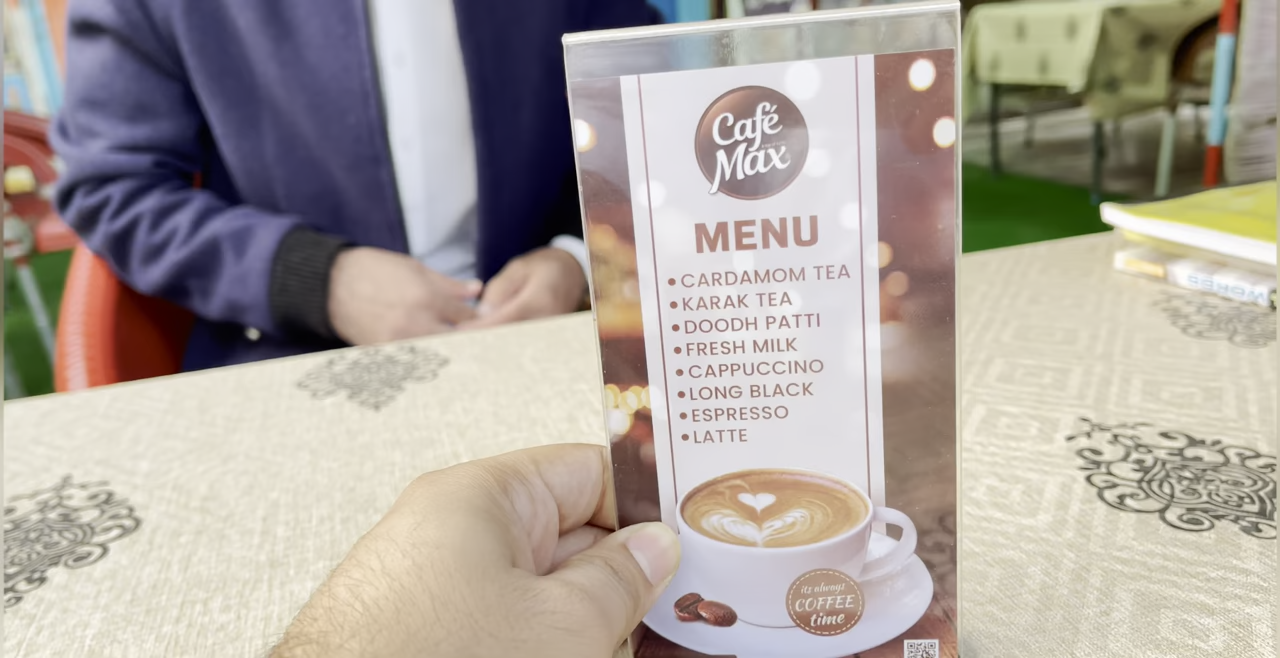 Café
Max
MENU
• CARDAMOM TEA
• KARAK TEA
• DOODH PATTI
• FRESH MILK
• CAPPUCCINO
• LONG BLACK
• ESPRESSO
• LATTE
its always
COFFEE
time